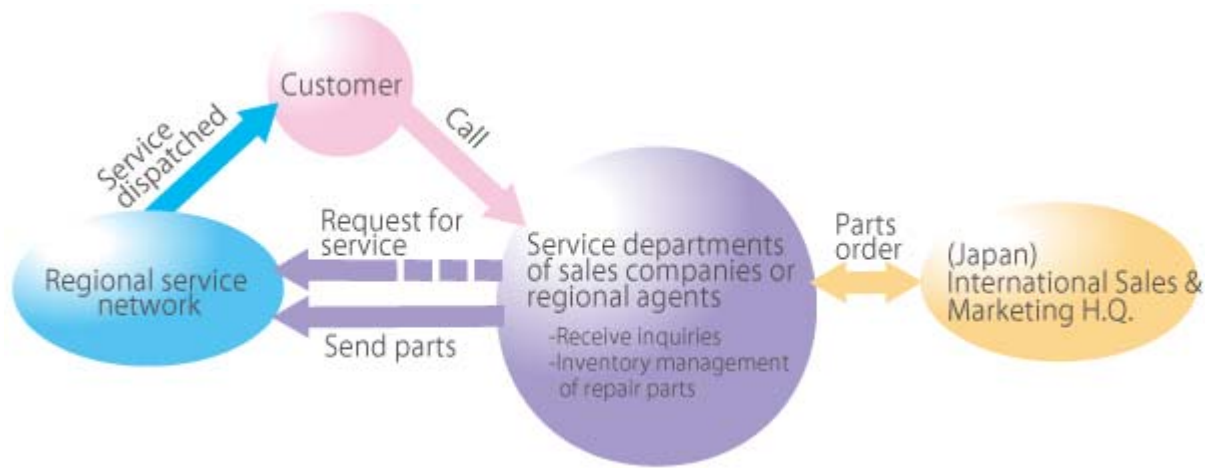 Customer
Service
dispatched
Call
Request for
service
Regional service
network
Send parts
Service departments
of sales companies or
regional agents
-Receive inquiries
-Inventory management
of repair parts
Parts
order
(Japan)
International Sales &
Marketing H.Q.